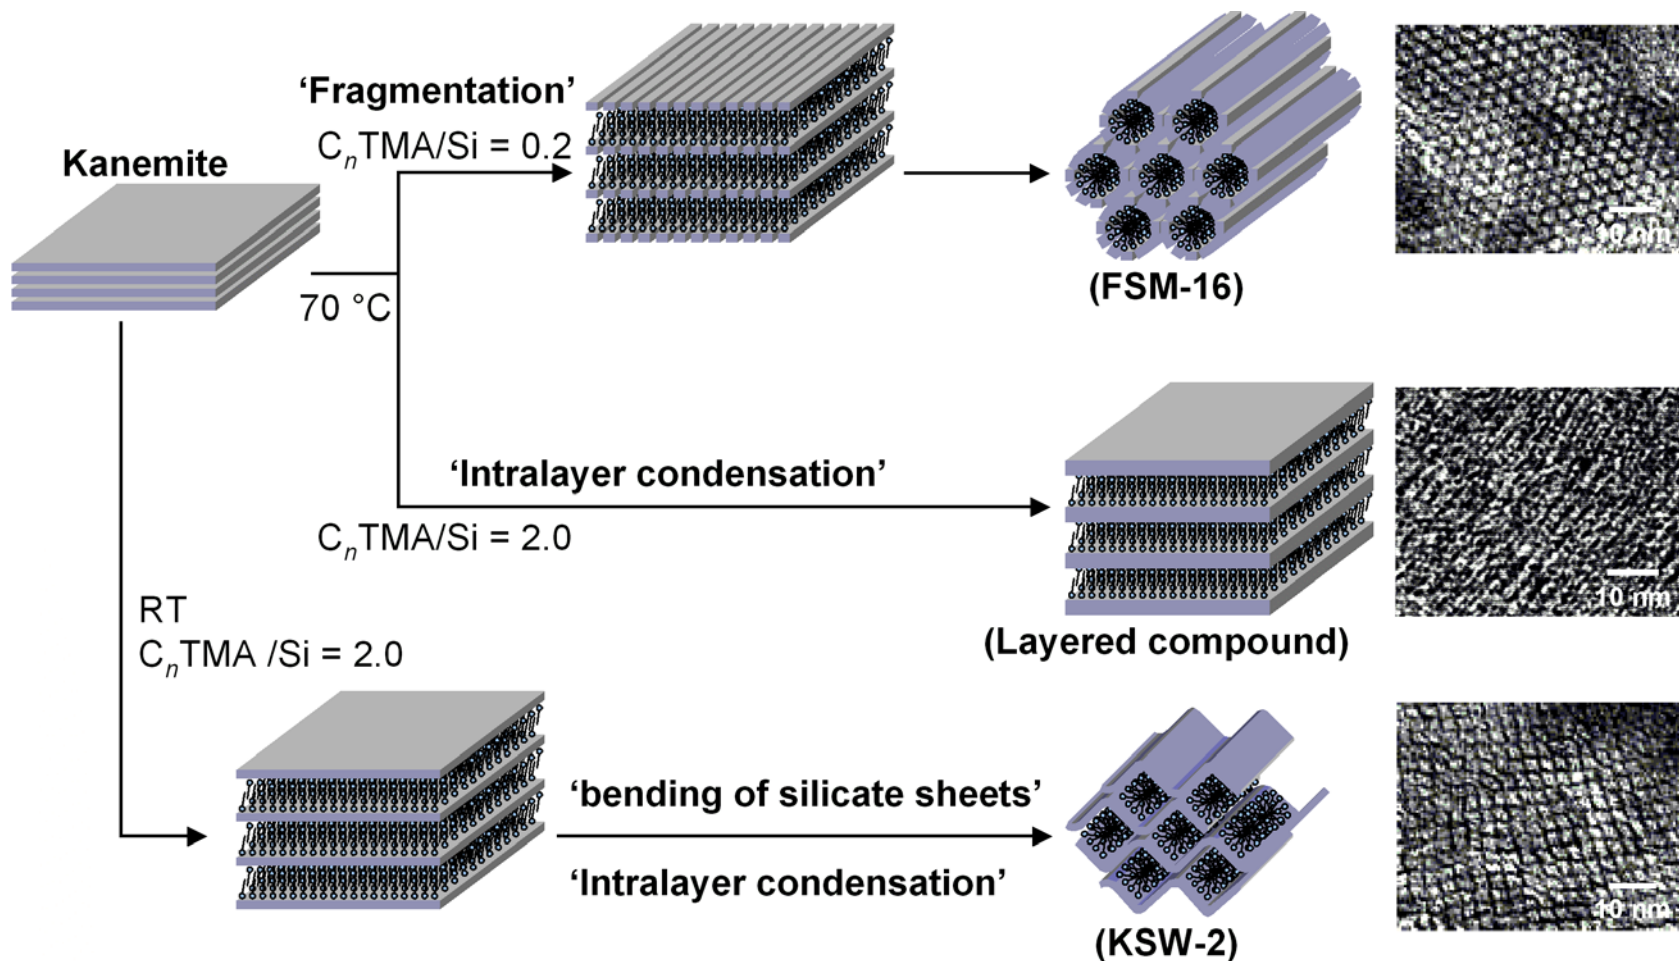 ‘Fragmentation’
CnTMA/Si = 0.2
Kanemite
70 °C
(FSM-16)
10 nm
‘Intralayer condensation’
CnTMA/Si = 2.0
(Layered compound)
10 nm
RT
CnTMA /Si = 2.0
‘bending of silicate sheets’
‘Intralayer condensation’
(KSW-2)
10 nm